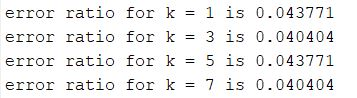 error ratio for k = 1 is 0.043771
error ratio for k = 3 is 0.040404
error ratio for k = 5 is 0.043771
error ratio for k = 7 is 0.040404